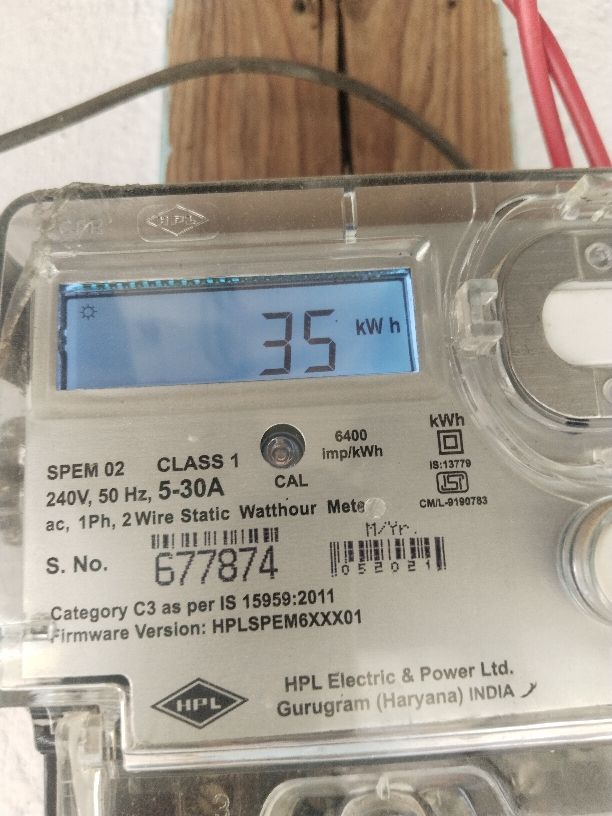 HPL
35 kWh
6400
imp/kWh
kWh
IS:13779
ISI
CM/L-9190783
SPEM 02 CLASS 1
CAL
240V, 50 Hz, 5-30A
ac, 1Ph, 2 Wire Static Watthour Mete
M/Yr.
S. No. 677874
052021
Category C3 as per IS 15959:2011
Firmware Version: HPLSPEM6XXX01
HPL
HPL Electric & Power Ltd.
Gurugram (Haryana) INDIA